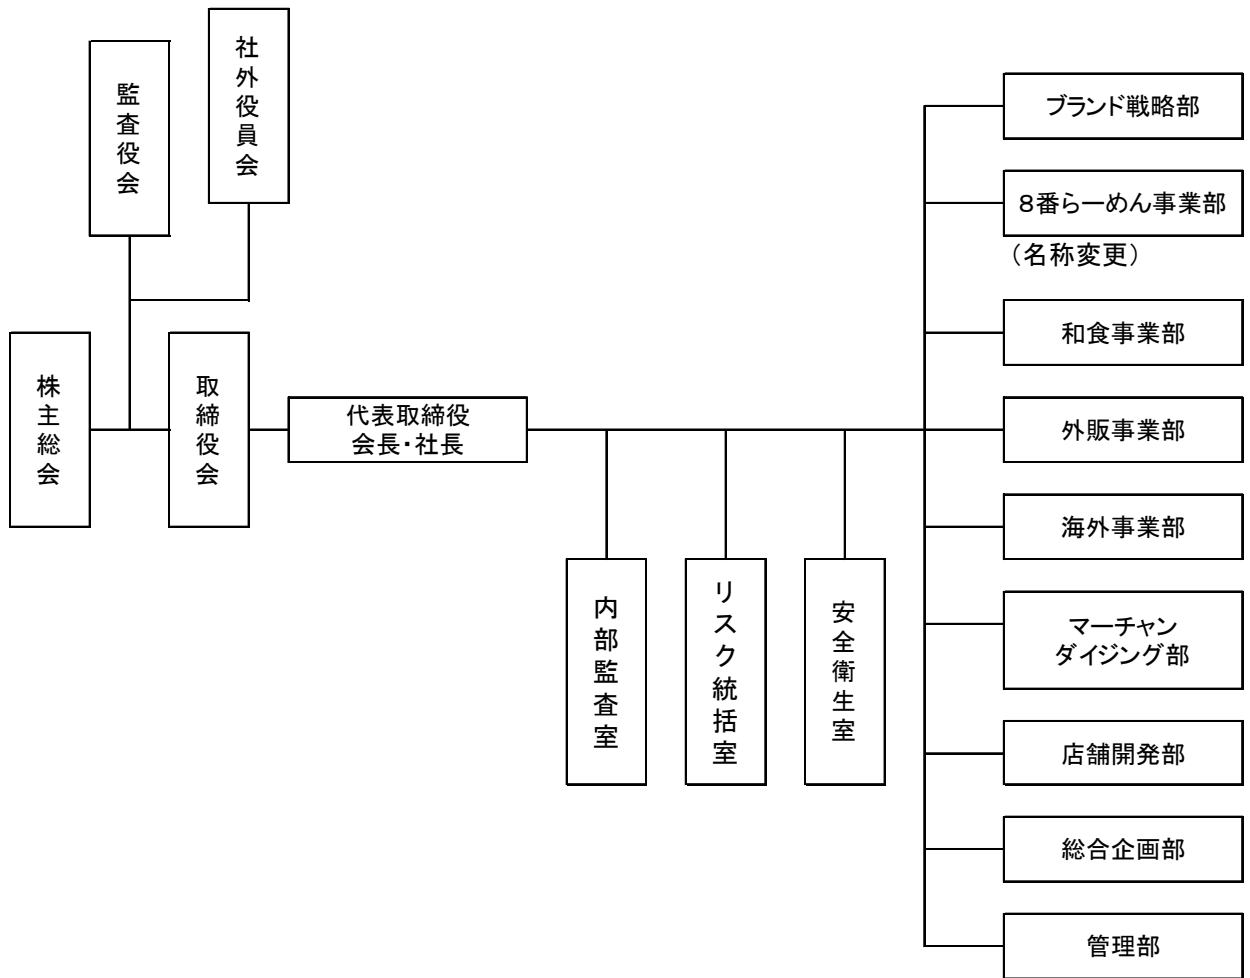 社外役員会
監査役会
株主総会
取締役会
代表取締役
会長・社長
内部監査室
リスク統括室
安全衛生室
ブランド戦略部
８番らーめん事業部
（名称変更）
和食事業部
外販事業部
海外事業部
マーチャン
ダイジング部
店舗開発部
総合企画部
管理部